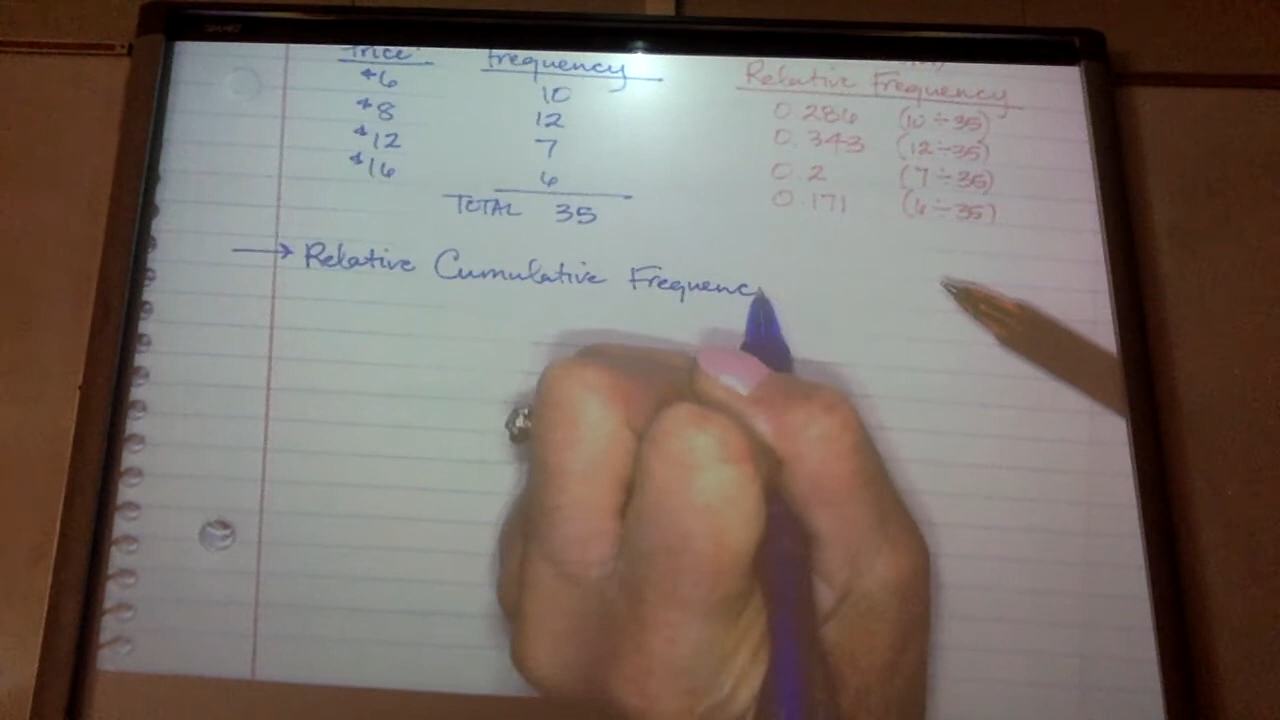 Price Frequency Relative Frequency
$6 10 0.286 (10÷35)
$8 12 0.343 (12÷35)
$12 7 0.2 (7÷35)
$16 6 0.171 (6÷35)
TOTAL 35
→ Relative Cumulative Frequenc